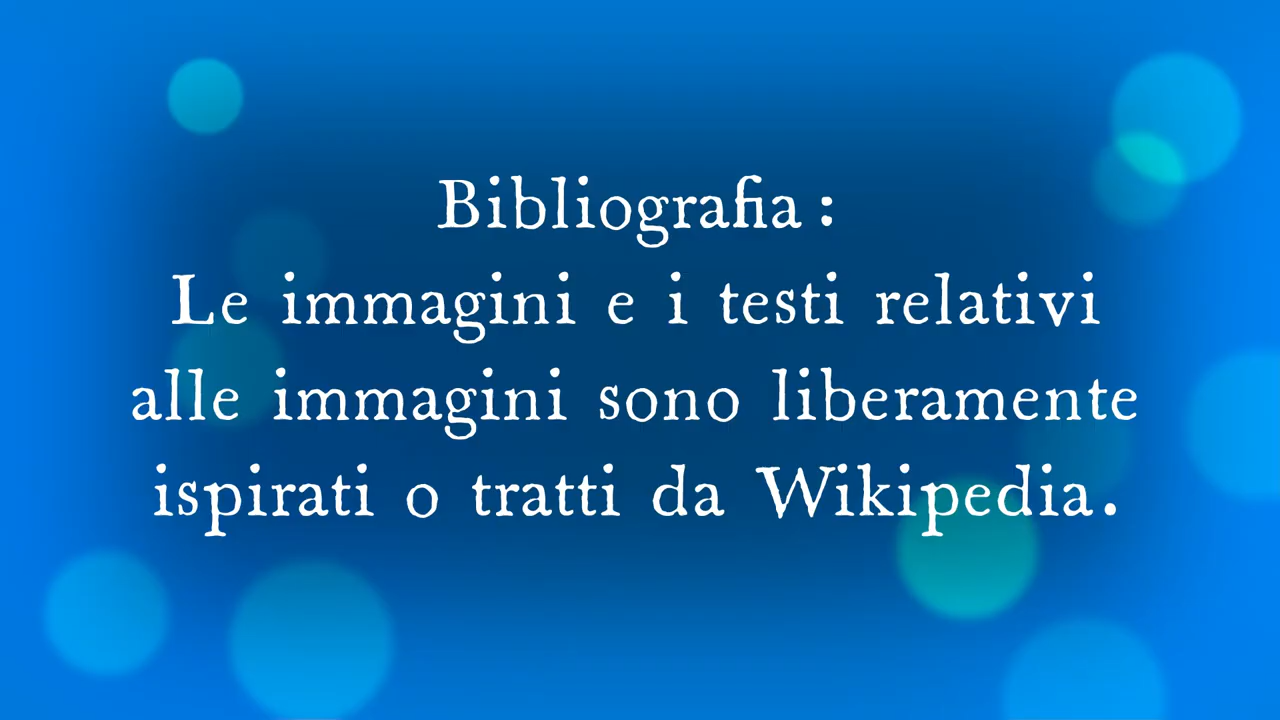 Bibliografia :
Le immagini e i testi relativi
alle immagini sono liberamente
ispirati o tratti da Wikipedia.